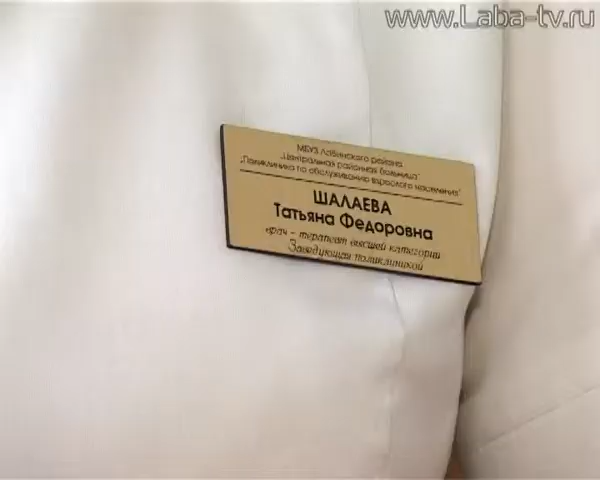 www.Laba-tv.ru
МБУЗ Лабинского района
"Центральная районная больница"
"Поликлиника по обслуживанию взрослого населения"
ШАЛАЕВА
Татьяна Федоровна
врач - терапевт высшей категории
Заведующая поликлиникой